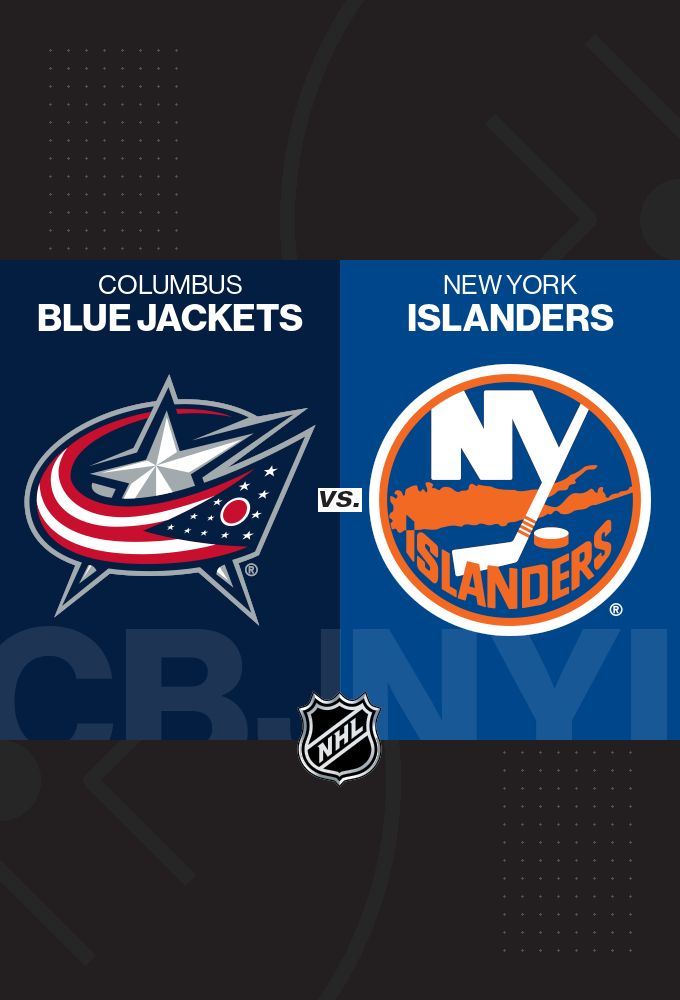 COLUMBUS
BLUE JACKETS
NEW YORK
ISLANDERS
NY
ISLANDERS
®
vs.
®
CBJ
NYI
NHL